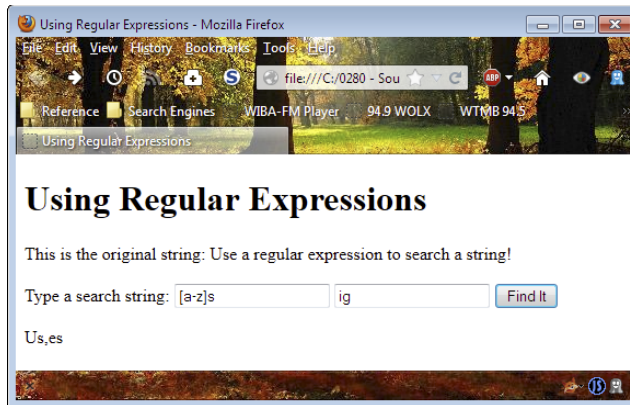 Using Regular Expressions - Mozilla Firefox
File Edit View History Bookmarks Tools Help
S file:///C:/0280 - Sou C ABP
Reference Search Engines WIBA-FM Player 94.9 WOLX WTMB 94.5 »
Using Regular Expressions
Using Regular Expressions
This is the original string: Use a regular expression to search a string!
Type a search string: [a-z]s ig Find It
Us,es
JS